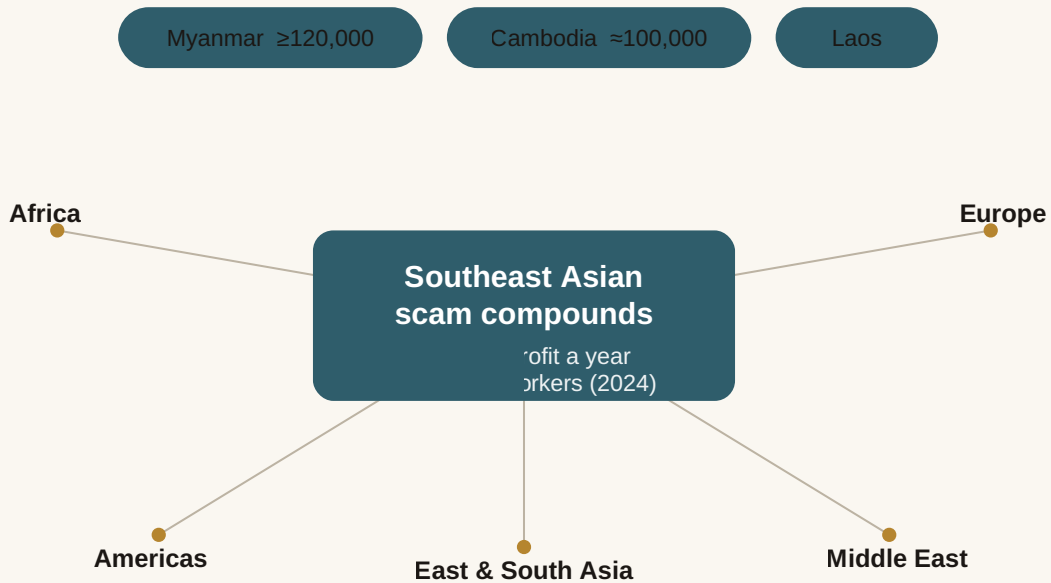 Myanmar ≥120,000
Cambodia ≈100,000
Laos
Africa
Europe
Southeast Asian
scam compounds
rofit a year
orkers (2024)
Americas
East & South Asia
Middle East